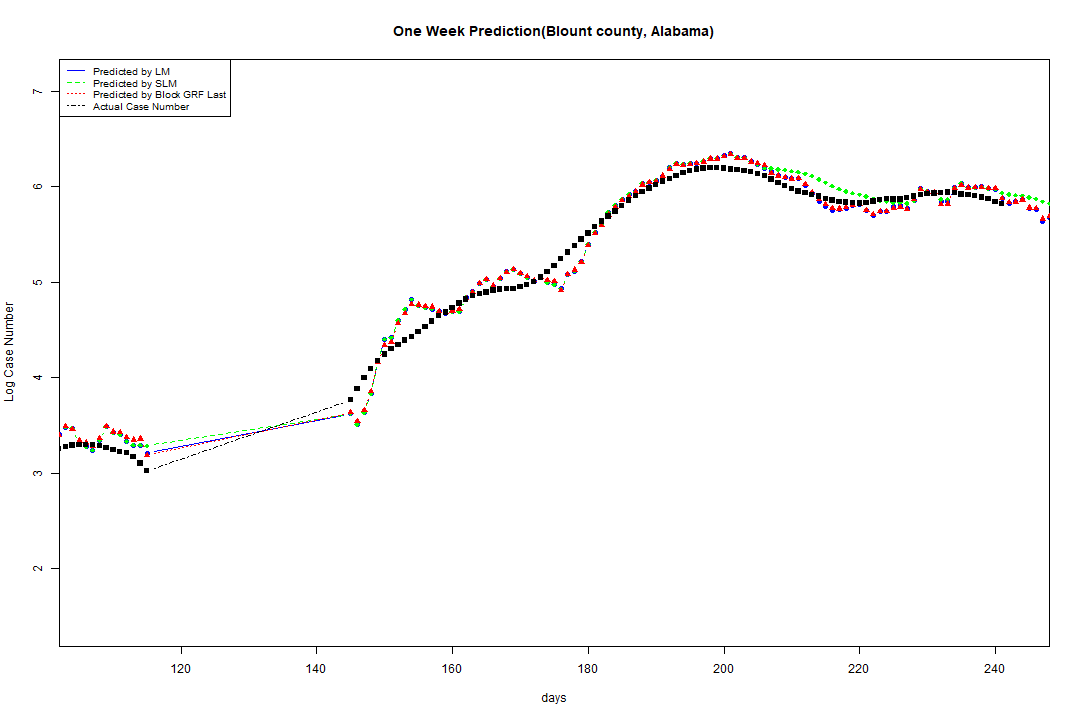 One Week Prediction(Blount county, Alabama)
Predicted by LM
Predicted by SLM
Predicted by Block GRF Last
Actual Case Number
7
6
5
4
3
2
Log Case Number
120 140 160 180 200 220 240
days